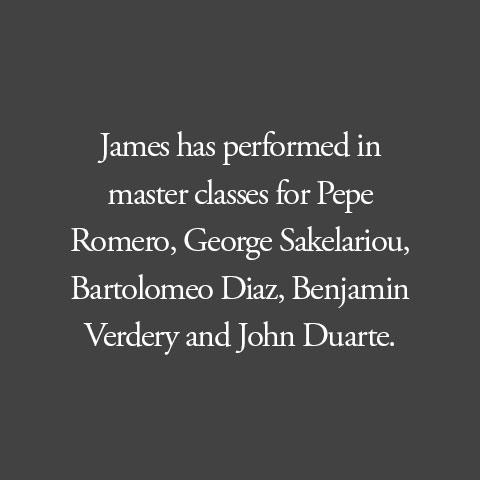 James has performed in
master classes for Pepe
Romero, George Sakelariou,
Bartolomeo Diaz, Benjamin
Verdery and John Duarte.